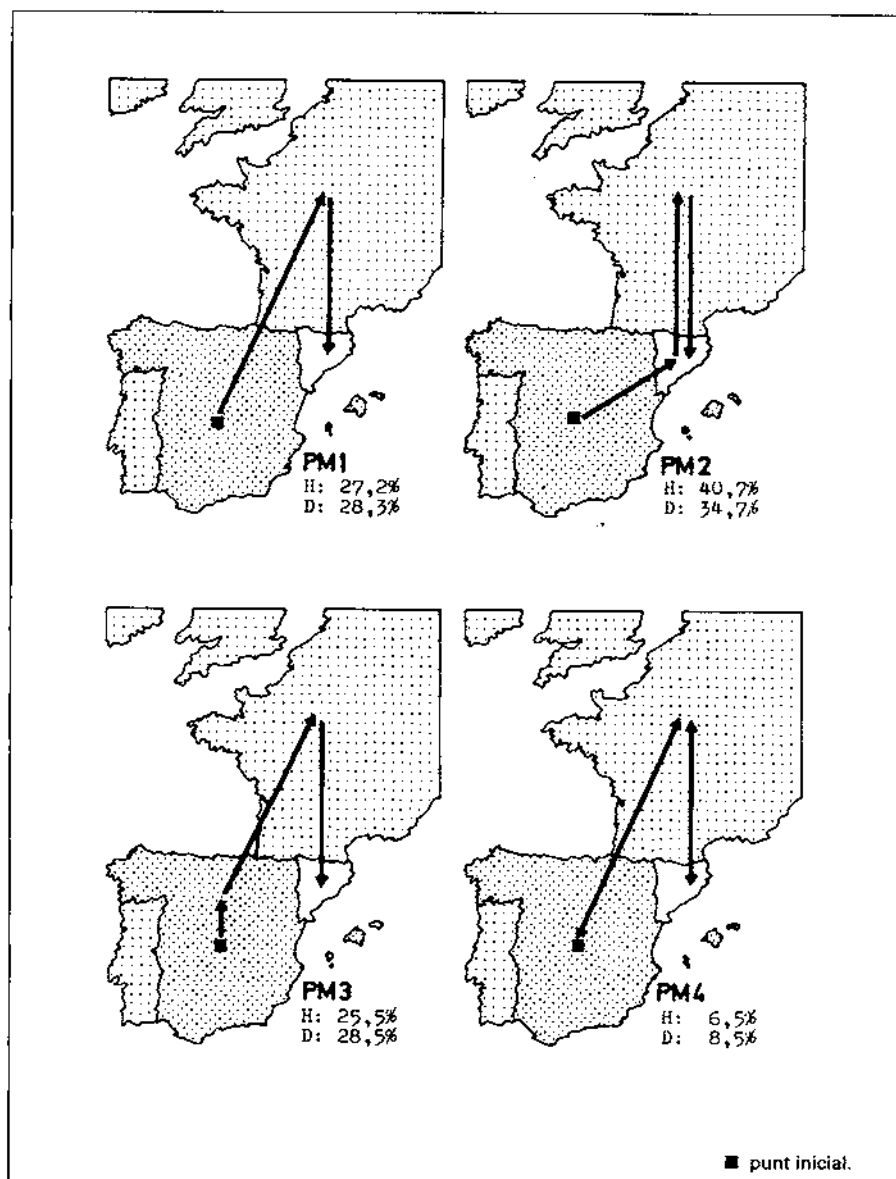 PM1
H: 27,2%
D: 28,3%
PM2
H: 40,7%
D: 34,7%
PM3
H: 25,5%
D: 28,5%
PM4
H: 6,5%
D: 8,5%
■ punt inicial.